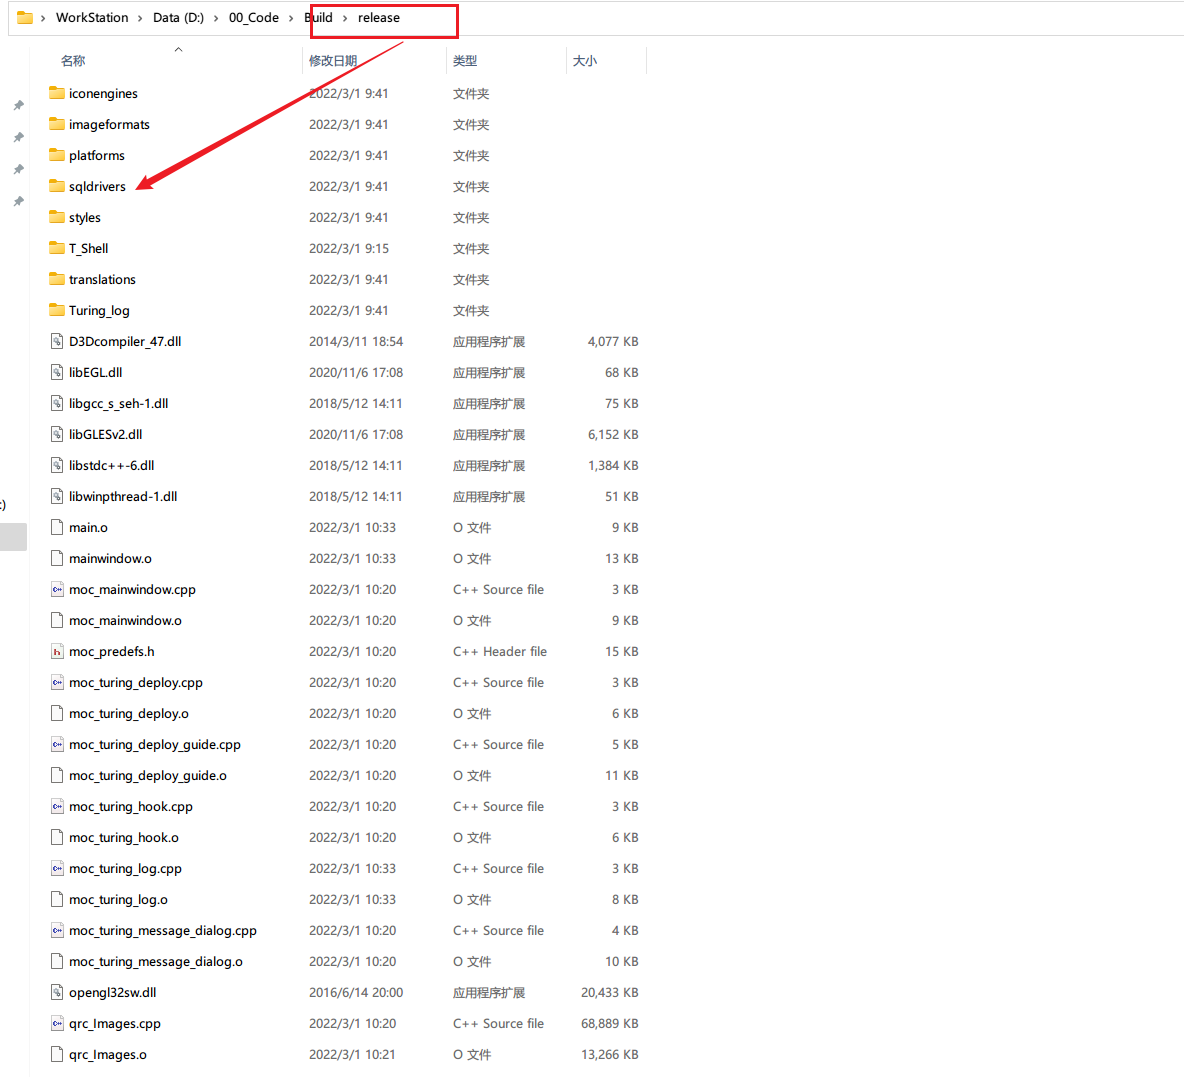 WorkStation › Data (D:) › 00_Code › Build › release
名称 修改日期 类型 大小
iconengines 2022/3/1 9:41 文件夹
imageformats 2022/3/1 9:41 文件夹
platforms 2022/3/1 9:41 文件夹
sqldrivers 2022/3/1 9:41 文件夹
styles 2022/3/1 9:41 文件夹
T_Shell 2022/3/1 9:15 文件夹
translations 2022/3/1 9:41 文件夹
Turing_log 2022/3/1 9:41 文件夹
D3Dcompiler_47.dll 2014/3/11 18:54 应用程序扩展 4,077 KB
libEGL.dll 2020/11/6 17:08 应用程序扩展 68 KB
libgcc_s_seh-1.dll 2018/5/12 14:11 应用程序扩展 75 KB
libGLESv2.dll 2020/11/6 17:08 应用程序扩展 6,152 KB
libstdc++-6.dll 2018/5/12 14:11 应用程序扩展 1,384 KB
libwinpthread-1.dll 2018/5/12 14:11 应用程序扩展 51 KB
:)
main.o 2022/3/1 10:33 O 文件 9 KB
mainwindow.o 2022/3/1 10:33 O 文件 13 KB
moc_mainwindow.cpp 2022/3/1 10:20 C++ Source file 3 KB
moc_mainwindow.o 2022/3/1 10:20 O 文件 9 KB
moc_predefs.h 2022/3/1 10:20 C++ Header file 15 KB
moc_turing_deploy.cpp 2022/3/1 10:20 C++ Source file 3 KB
moc_turing_deploy.o 2022/3/1 10:20 O 文件 6 KB
moc_turing_deploy_guide.cpp 2022/3/1 10:20 C++ Source file 5 KB
moc_turing_deploy_guide.o 2022/3/1 10:20 O 文件 11 KB
moc_turing_hook.cpp 2022/3/1 10:20 C++ Source file 3 KB
moc_turing_hook.o 2022/3/1 10:20 O 文件 6 KB
moc_turing_log.cpp 2022/3/1 10:33 C++ Source file 3 KB
moc_turing_log.o 2022/3/1 10:33 O 文件 8 KB
moc_turing_message_dialog.cpp 2022/3/1 10:20 C++ Source file 4 KB
moc_turing_message_dialog.o 2022/3/1 10:20 O 文件 10 KB
opengl32sw.dll 2016/6/14 20:00 应用程序扩展 20,433 KB
qrc_Images.cpp 2022/3/1 10:20 C++ Source file 68,889 KB
qrc_Images.o 2022/3/1 10:21 O 文件 13,266 KB